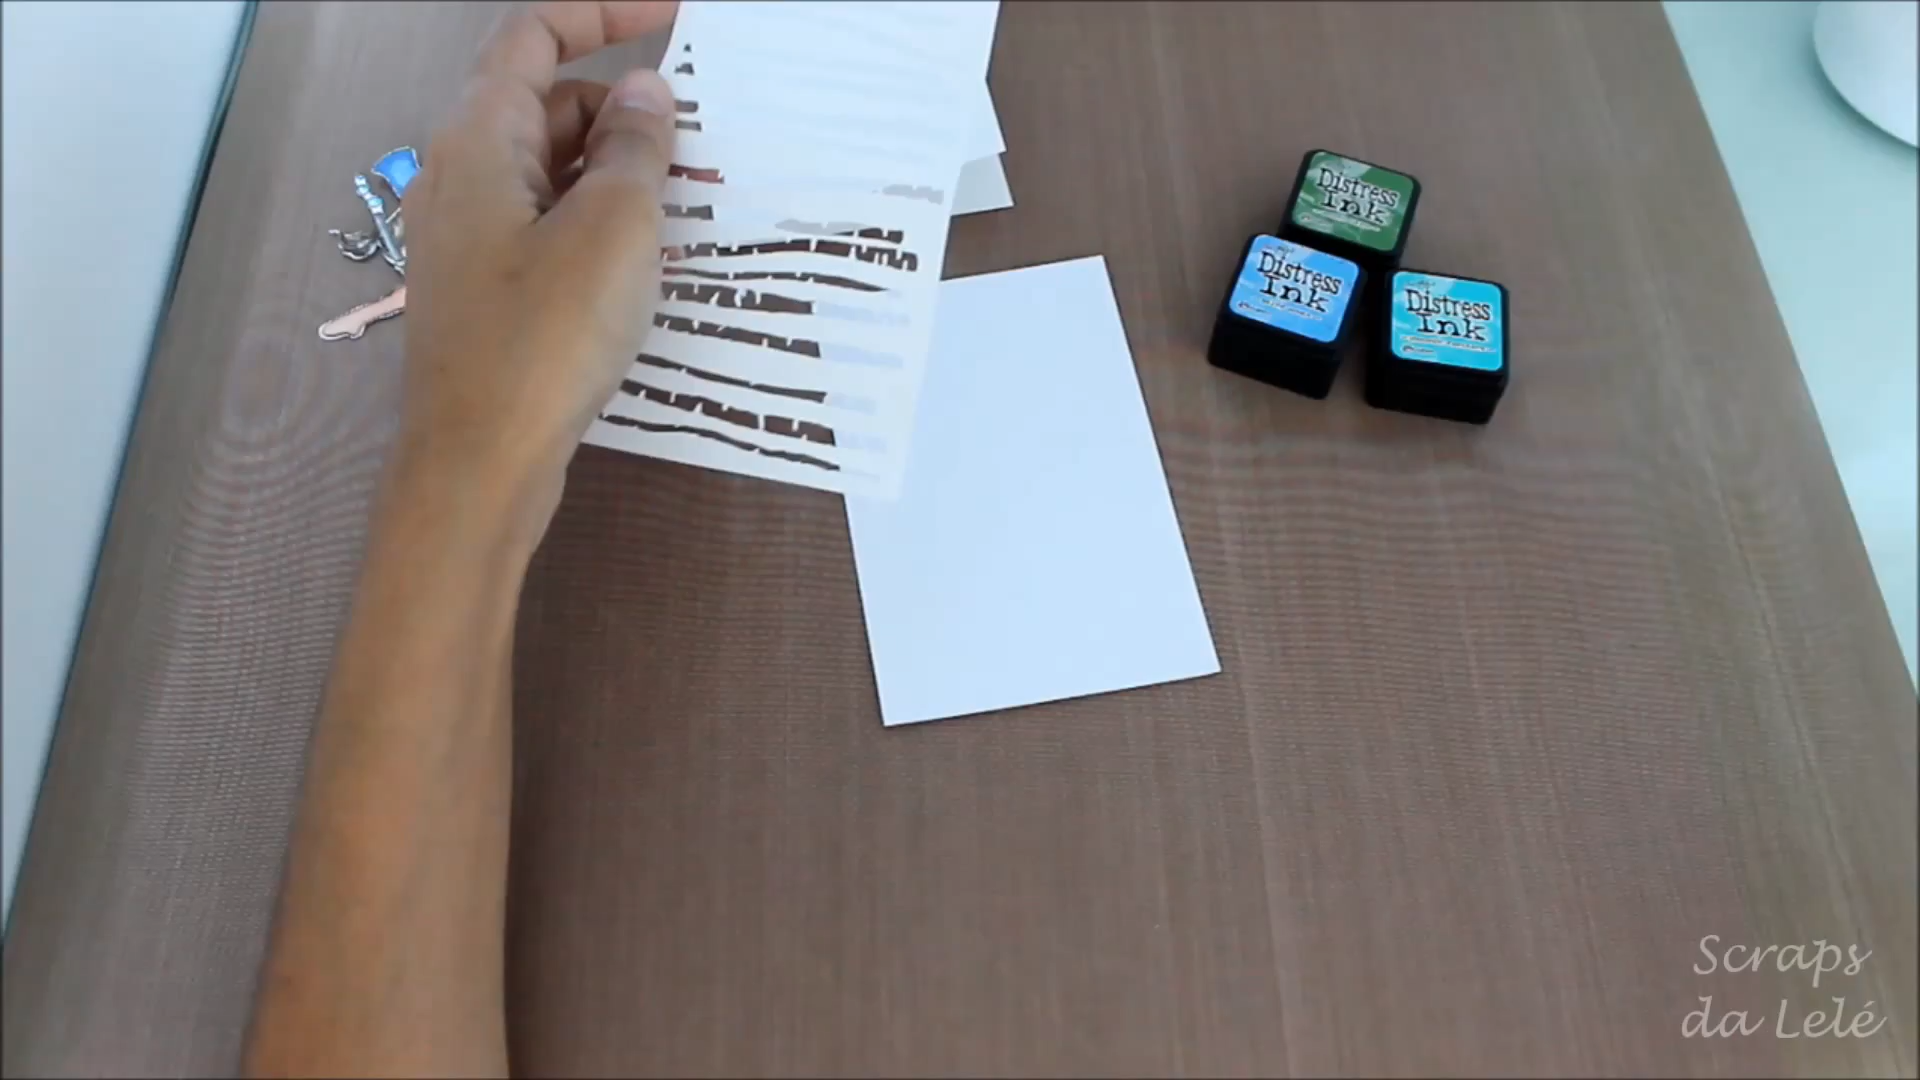 Distress
Ink
Distress
Ink
Distress
Ink
Scraps
da Lelé